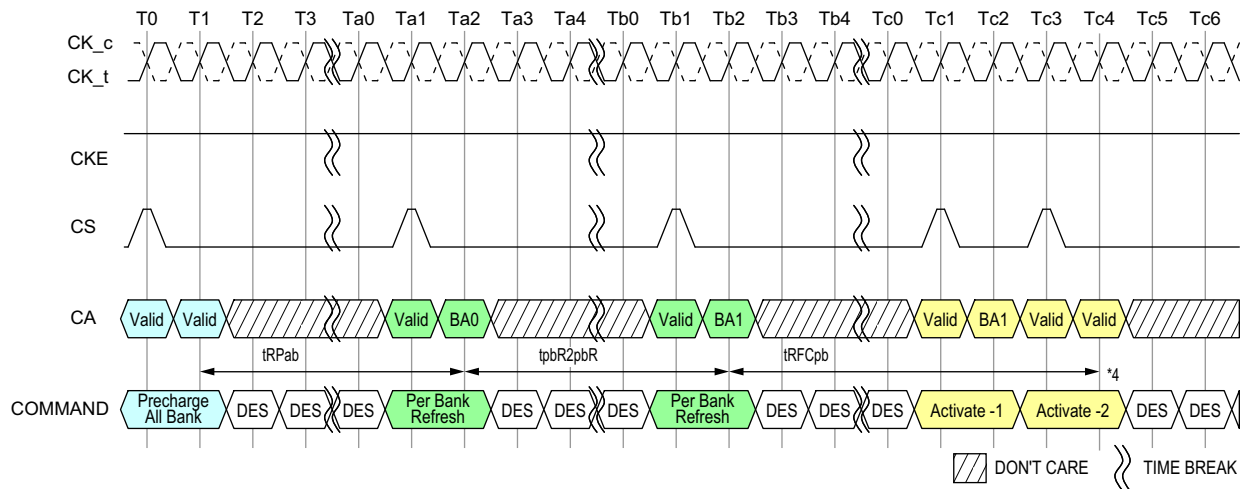 T0 T1 T2 T3 Ta0 Ta1 Ta2 Ta3 Ta4 Tb0 Tb1 Tb2 Tb3 Tb4 Tc0 Tc1 Tc2 Tc3 Tc4 Tc5 Tc6
CK_c
CK_t
CKE
CS
CA Valid Valid Valid BA0 Valid BA1 Valid BA1 Valid Valid
tRPab tpbR2pbR tRFCpb *4
COMMAND Precharge All Bank DES DES DES Per Bank Refresh DES DES DES Per Bank Refresh DES DES DES Activate -1 Activate -2 DES DES
DON'T CARE TIME BREAK